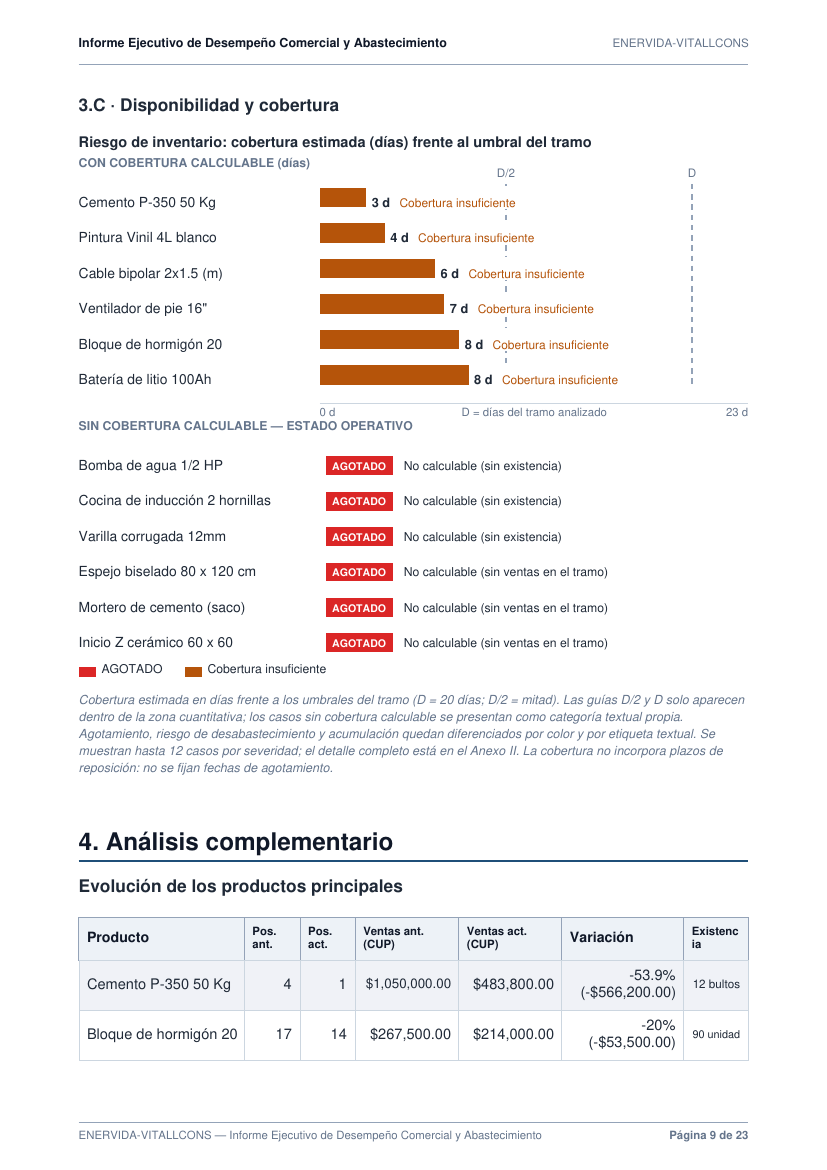 Informe Ejecutivo de Desempeño Comercial y Abastecimiento ENERVIDA-VITALLCONS
3.C · Disponibilidad y cobertura
Riesgo de inventario: cobertura estimada (días) frente al umbral del tramo
CON COBERTURA CALCULABLE (días)
D/2 D
Cemento P-350 50 Kg 3 d Cobertura insuficiente
Pintura Vinil 4L blanco 4 d Cobertura insuficiente
Cable bipolar 2x1.5 (m) 6 d Cobertura insuficiente
Ventilador de pie 16" 7 d Cobertura insuficiente
Bloque de hormigón 20 8 d Cobertura insuficiente
Batería de litio 100Ah 8 d Cobertura insuficiente
0 d D = días del tramo analizado 23 d
SIN COBERTURA CALCULABLE — ESTADO OPERATIVO
Bomba de agua 1/2 HP AGOTADO No calculable (sin existencia)
Cocina de inducción 2 hornillas AGOTADO No calculable (sin existencia)
Varilla corrugada 12mm AGOTADO No calculable (sin existencia)
Espejo biselado 80 x 120 cm AGOTADO No calculable (sin ventas en el tramo)
Mortero de cemento (saco) AGOTADO No calculable (sin ventas en el tramo)
Inicio Z cerámico 60 x 60 AGOTADO No calculable (sin ventas en el tramo)
AGOTADO Cobertura insuficiente
Cobertura estimada en días frente a los umbrales del tramo (D = 20 días; D/2 = mitad). Las guías D/2 y D solo aparecen
dentro de la zona cuantitativa; los casos sin cobertura calculable se presentan como categoría textual propia.
Agotamiento, riesgo de desabastecimiento y acumulación quedan diferenciados por color y por etiqueta textual. Se
muestran hasta 12 casos por severidad; el detalle completo está en el Anexo II. La cobertura no incorpora plazos de
reposición: no se fijan fechas de agotamiento.
4. Análisis complementario
Evolución de los productos principales
Producto Pos. ant. Pos. act. Ventas ant. (CUP) Ventas act. (CUP) Variación Existenc ia
Cemento P-350 50 Kg 4 1 $1,050,000.00 $483,800.00 -53.9% (-$566,200.00) 12 bultos
Bloque de hormigón 20 17 14 $267,500.00 $214,000.00 -20% (-$53,500.00) 90 unidad
ENERVIDA-VITALLCONS — Informe Ejecutivo de Desempeño Comercial y Abastecimiento Página 9 de 23